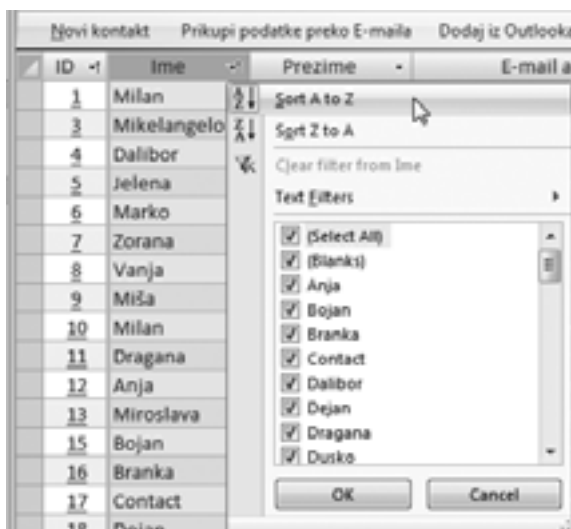 Novi kontakt Prikupi podatke preko E-maila Dodaj iz Outlooka
ID Ime Prezime E-mail a
1 Milan
3 Mikelangelo
4 Dalibor
5 Jelena
6 Marko
7 Zorana
8 Vanja
9 Miša
10 Milan
11 Dragana
12 Anja
13 Miroslava
15 Bojan
16 Branka
17 Contact
18 Dejan
Sort A to Z
Sort Z to A
Clear filter from Ime
Text Filters
(Select All)
(Blanks)
Anja
Bojan
Branka
Contact
Dalibor
Dejan
Dragana
Dusko
OK Cancel